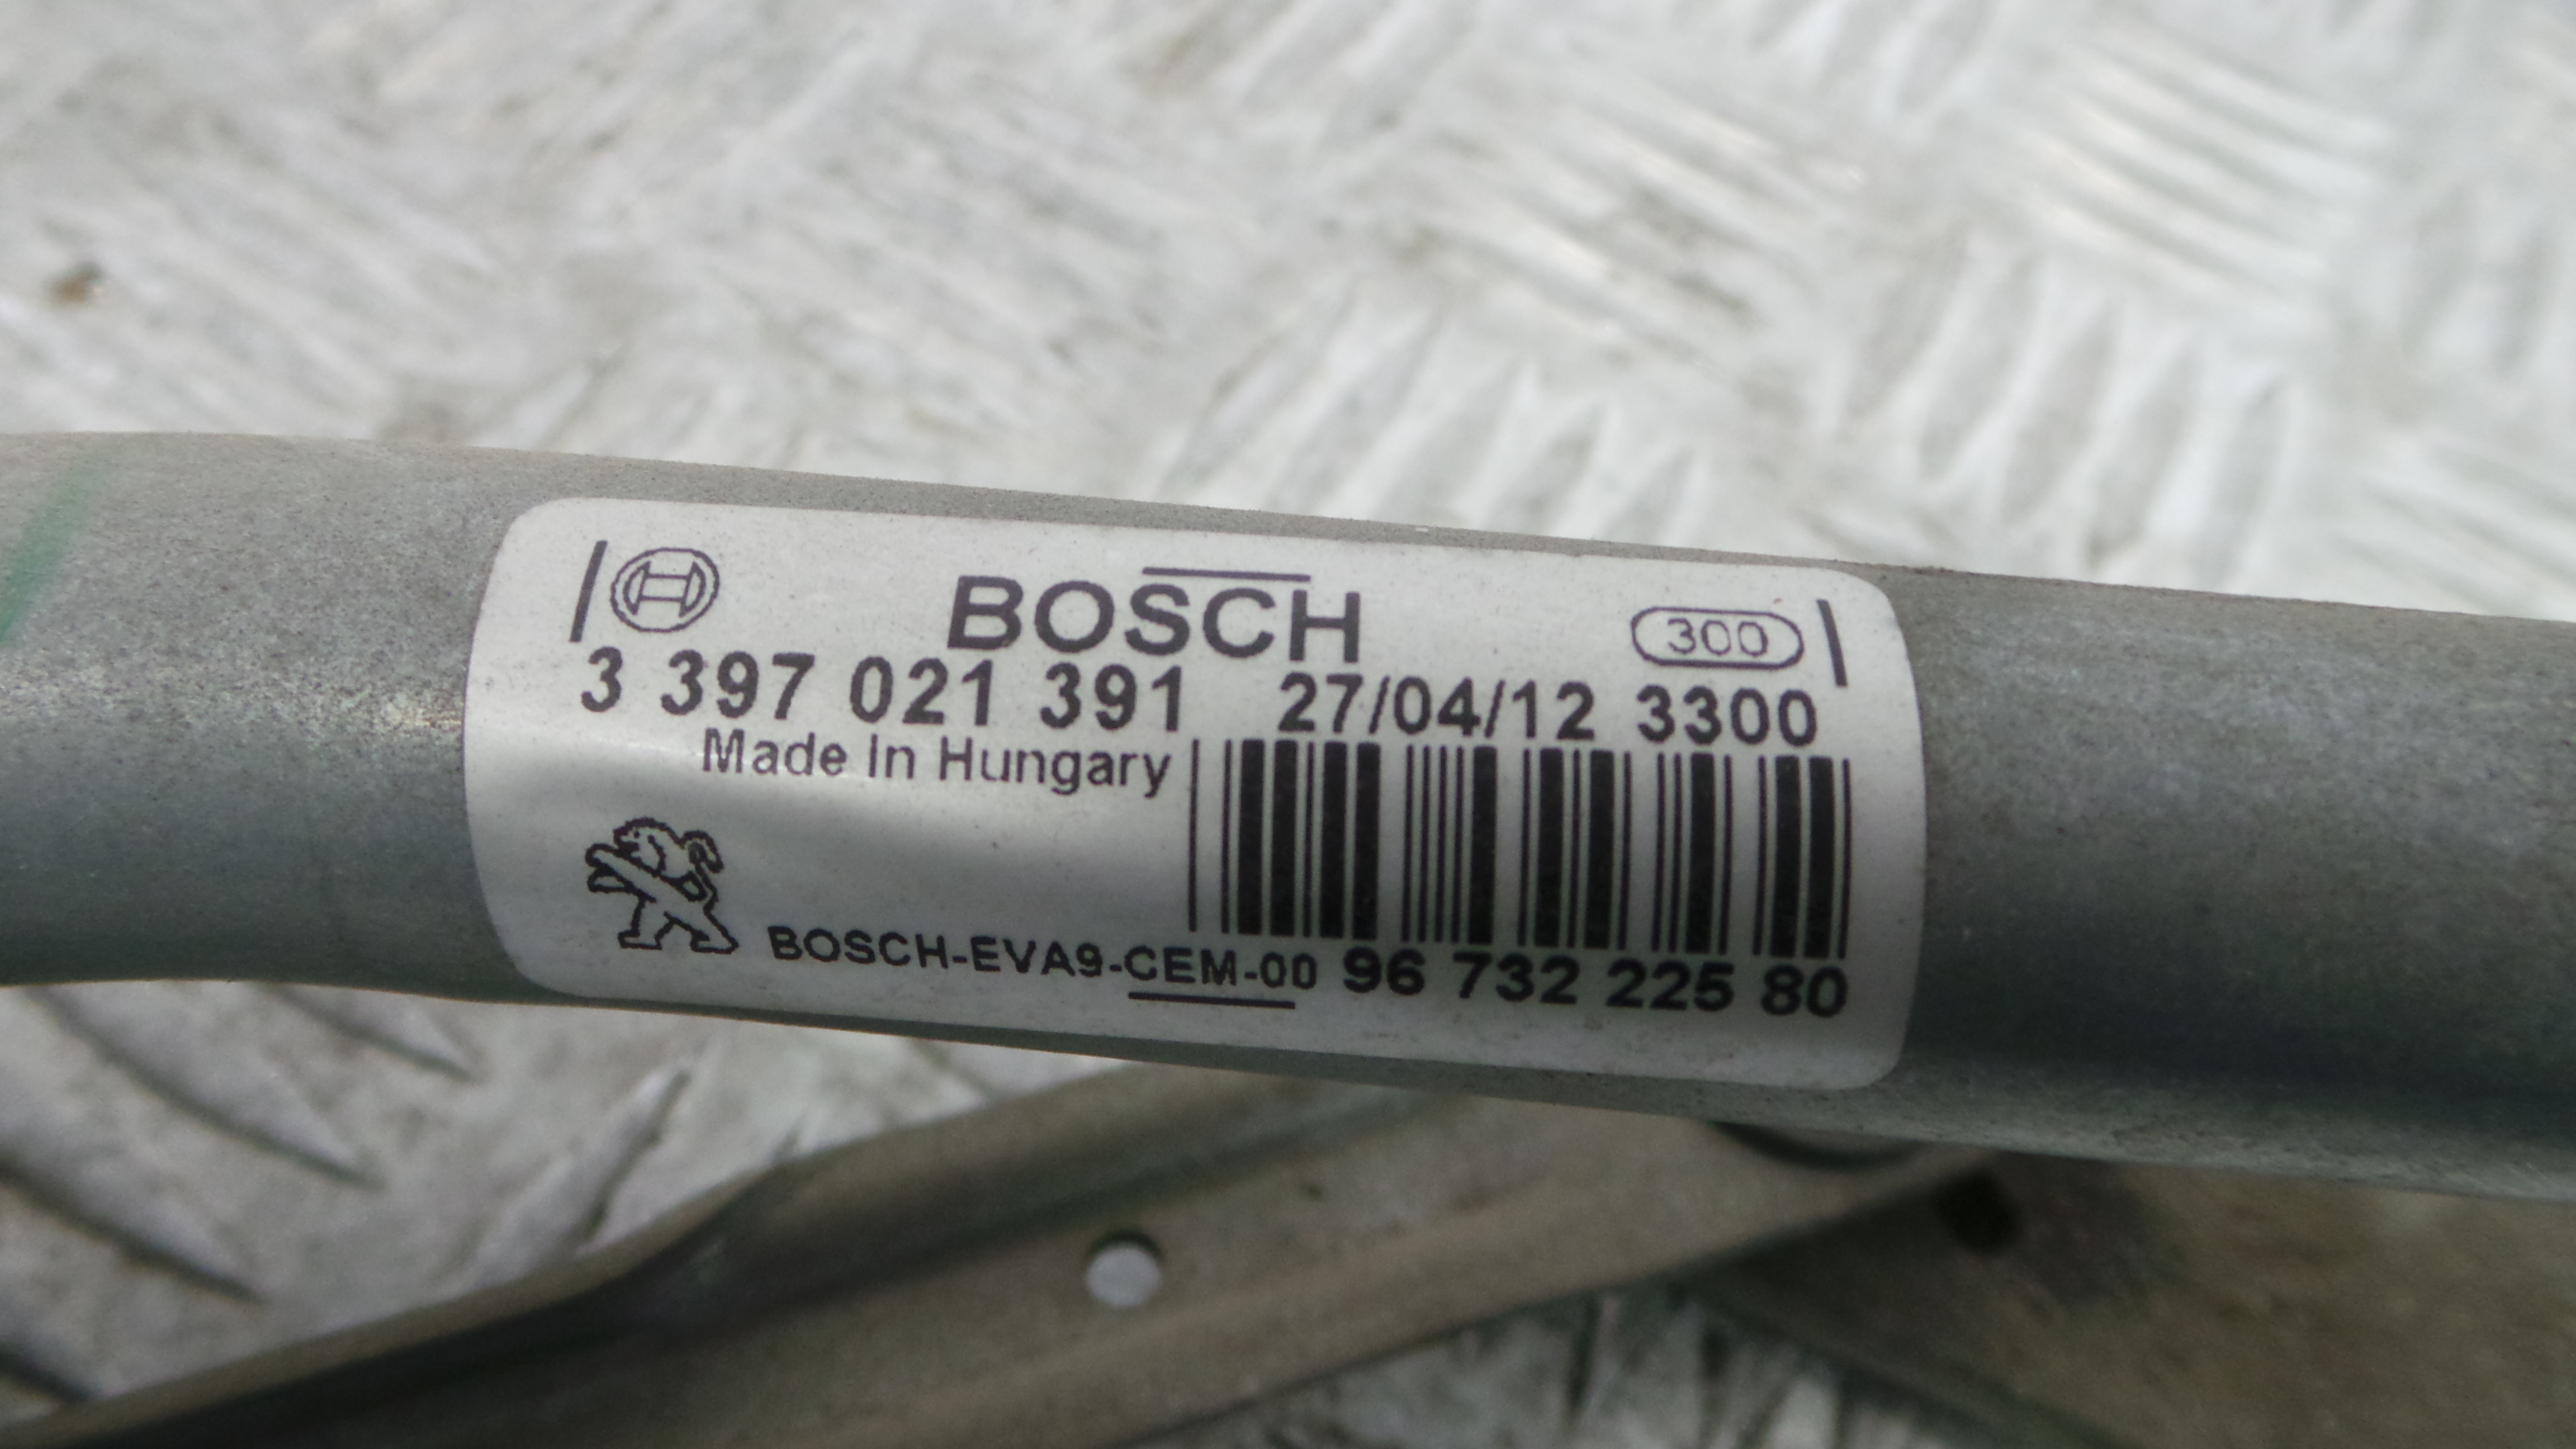 BOSCH
300
3 397 021 391 27/04/12 3300
Made In Hungary
BOSCH-EVA9-CEM-00 96 732 225 80